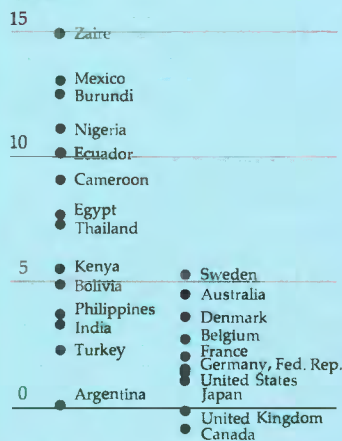 15
Zaire
Mexico
Burundi
Nigeria
10
Ecuador
Cameroon
Egypt
Thailand
Kenya
5
Bolivia
Philippines
India
Turkey
0
Argentina
Sweden
Australia
Denmark
Belgium
France
Germany, Fed. Rep.
United States
Japan
United Kingdom
Canada